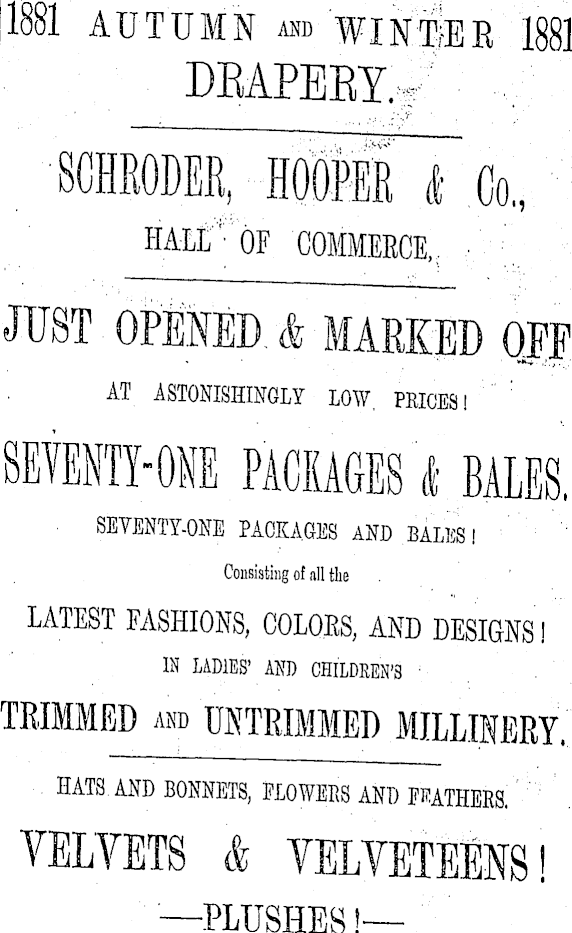 1881 AUTUMN AND WINTER 1881
DRAPERY.
SCHRODER, HOOPER & Co.,
HALL OF COMMERCE,
JUST OPENED & MARKED OFF
AT ASTONISHINGLY LOW PRICES!
SEVENTY-ONE PACKAGES & BALES.
SEVENTY-ONE PACKAGES AND BALES!
Consisting of all the
LATEST FASHIONS, COLORS, AND DESIGNS!
IN LADIES' AND CHILDREN'S
TRIMMED AND UNTRIMMED MILLINERY.
HATS AND BONNETS, FLOWERS AND FEATHERS.
VELVETS & VELVETEENS!
—PLUSHES!—